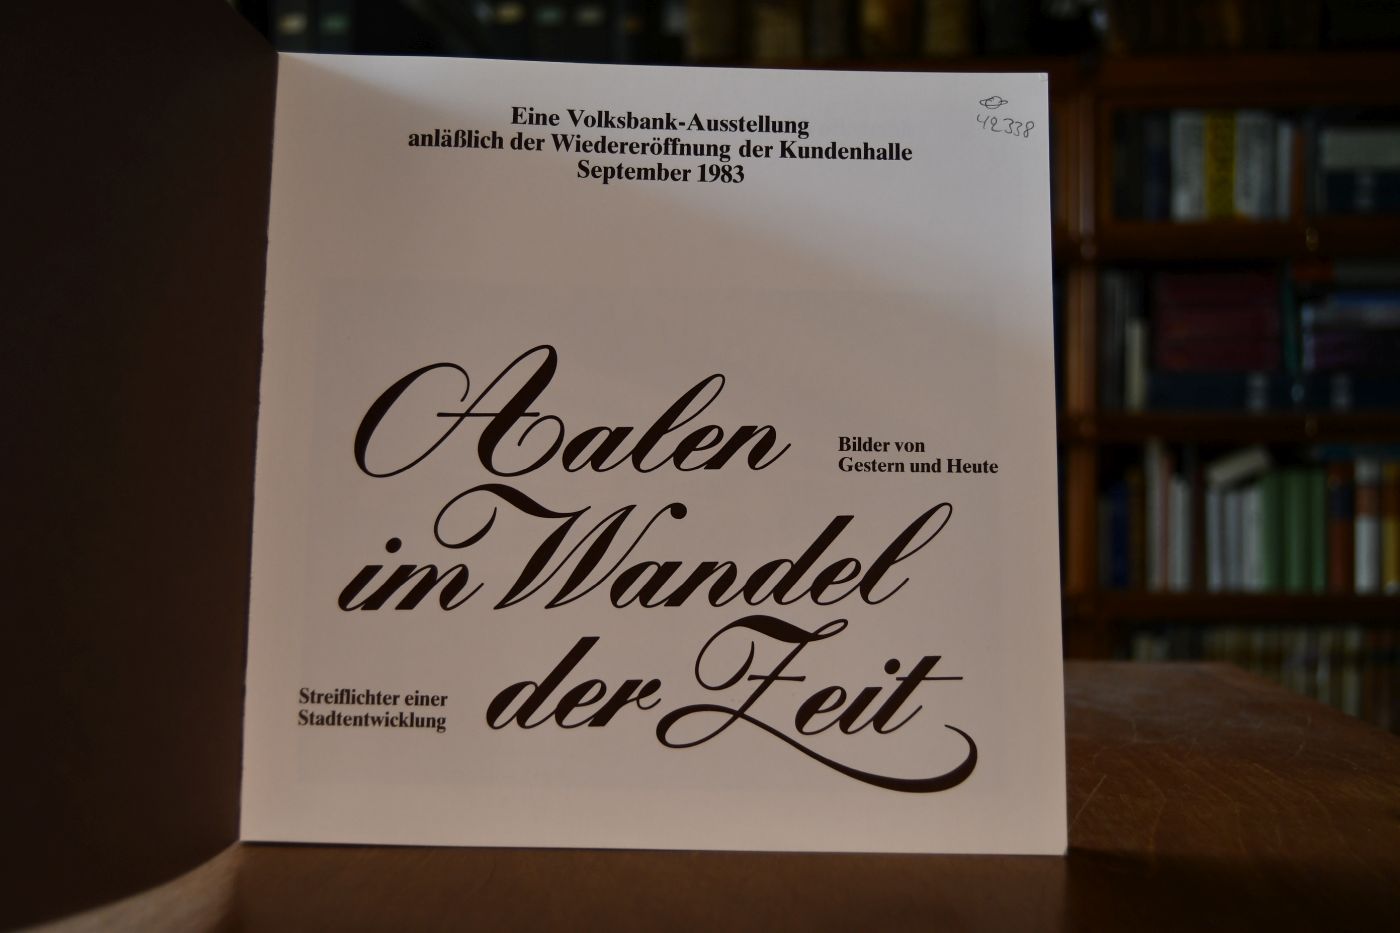 Eine Volksbank-Ausstellung
anläßlich der Wiedereröffnung der Kundenhalle
September 1983
42338
Aalen
Bilder von
Gestern und Heute
im Wandel
der Zeit
Streiflichter einer
Stadtentwicklung